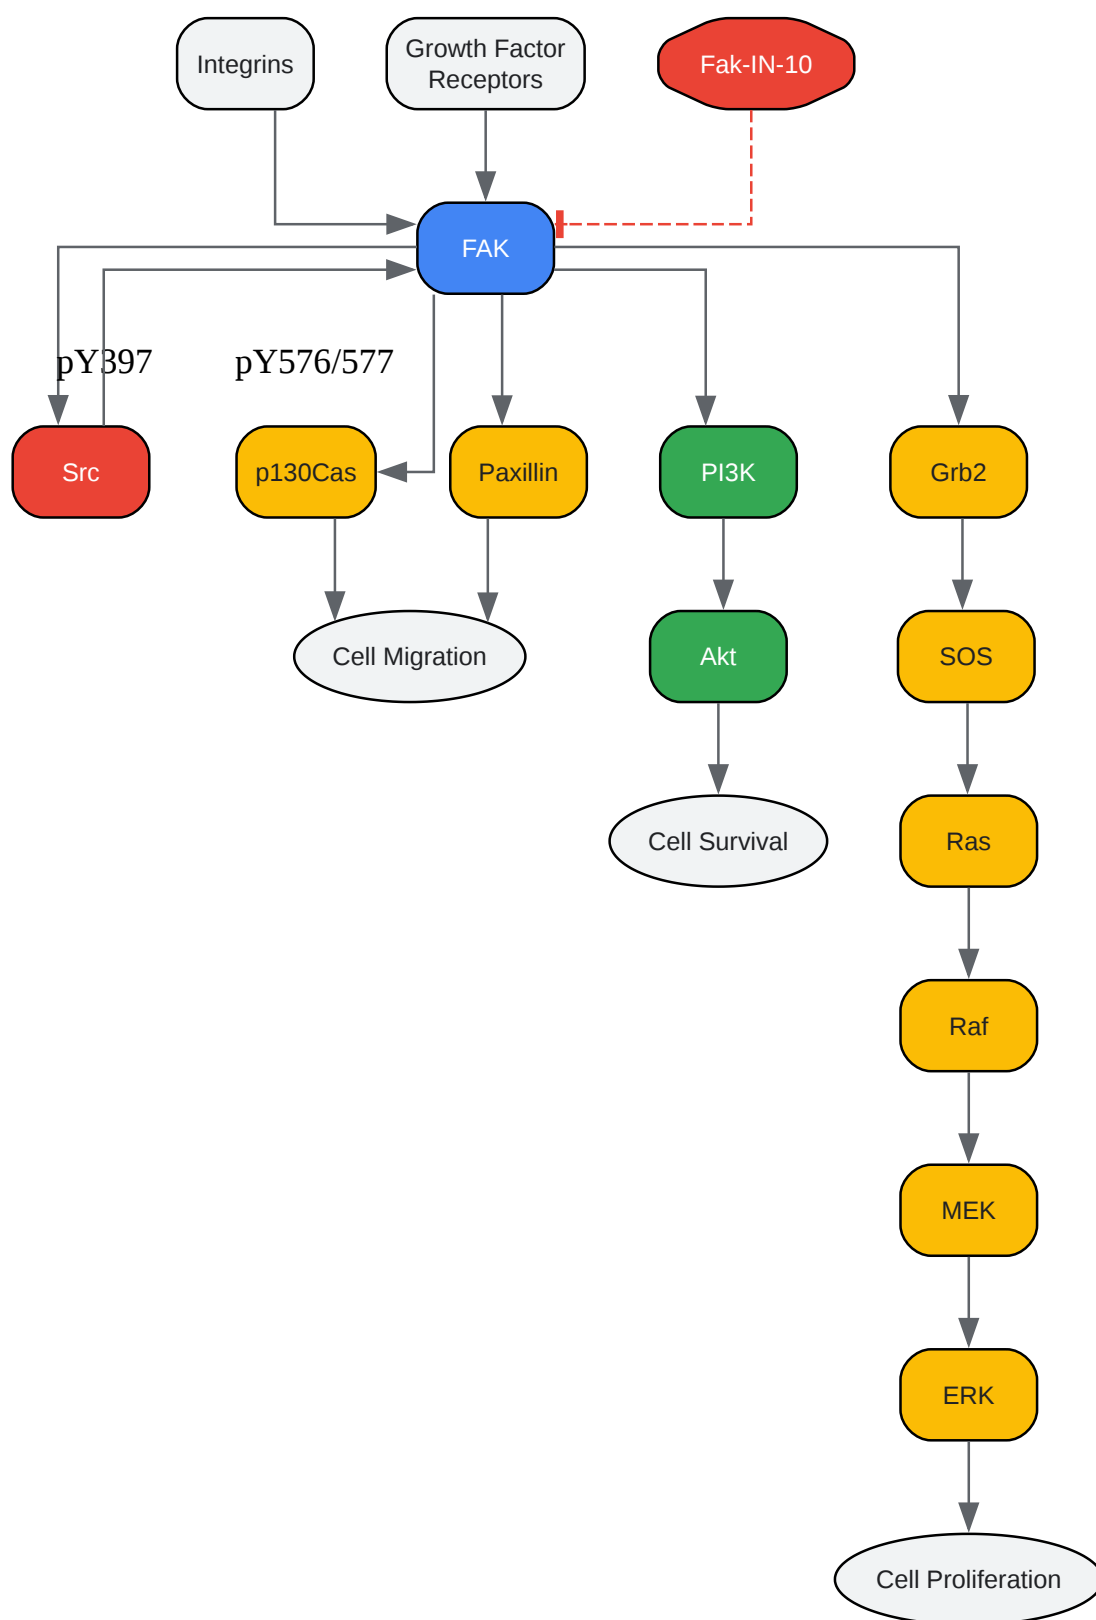 Integrins
Growth Factor
Receptors
Fak-IN-10
FAK
pY397
pY576/577
Src
p130Cas
Paxillin
PI3K
Grb2
Cell Migration
Akt
SOS
Cell Survival
Ras
Raf
MEK
ERK
Cell Proliferation